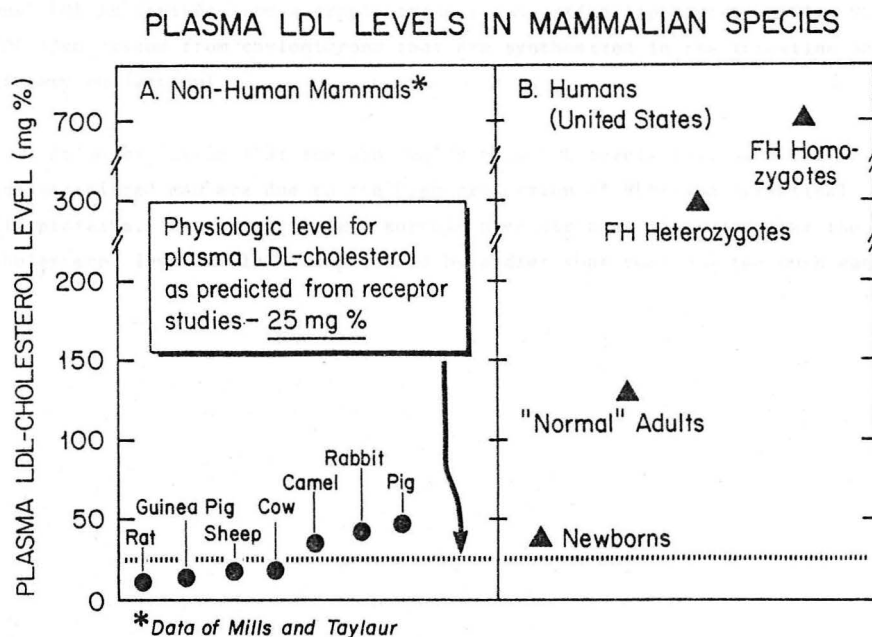 PLASMA LDL LEVELS IN MAMMALIAN SPECIES
PLASMA LDL-CHOLESTEROL LEVEL (mg %)
700
300
200
150
100
50
0
A. Non-Human Mammals*
Physiologic level for
plasma LDL-cholesterol
as predicted from receptor
studies – 25 mg %
Rat
Guinea Pig
Sheep
Cow
Camel
Rabbit
Pig
B. Humans
(United States)
FH Homo-
zygotes
FH Heterozygotes
"Normal" Adults
Newborns
*Data of Mills and Taylaur